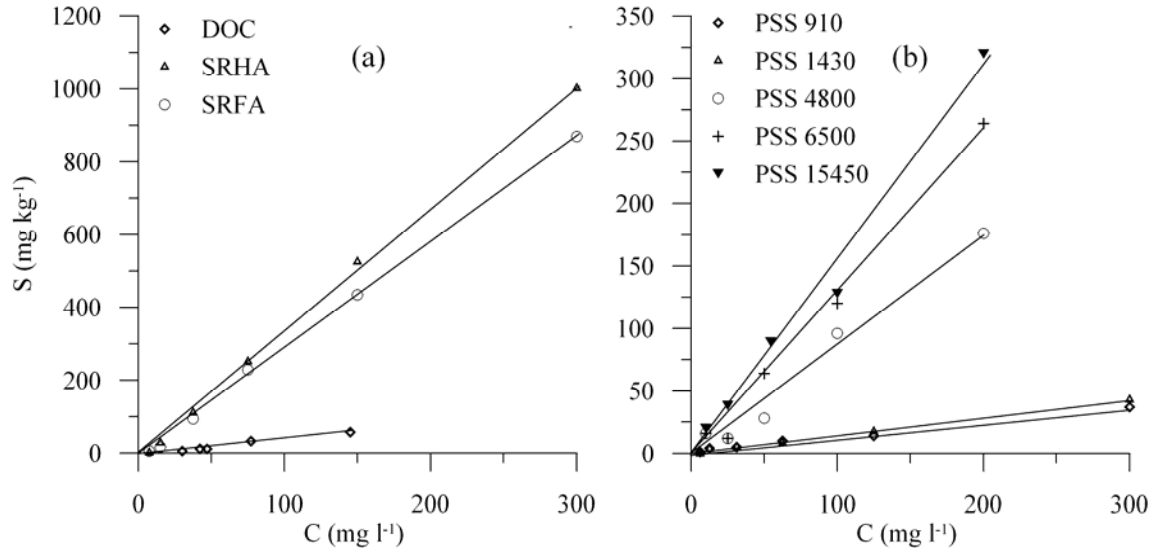 1200
1000
800
600
400
200
0
S (mg kg⁻¹)
DOC
SRHA
SRFA
(a)
0
100
200
300
C (mg l⁻¹)
350
300
250
200
150
100
50
0
PSS 910
PSS 1430
PSS 4800
PSS 6500
PSS 15450
(b)
0
100
200
300
C (mg l⁻¹)